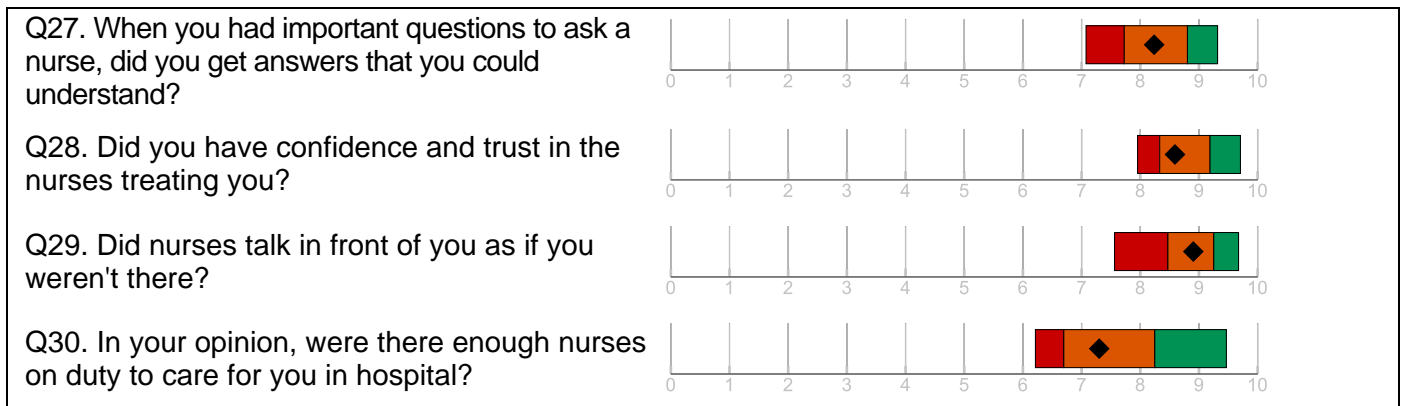 Q27. When you had important questions to ask a
nurse, did you get answers that you could
understand?
0 1 2 3 4 5 6 7 8 9 10
Q28. Did you have confidence and trust in the
nurses treating you?
0 1 2 3 4 5 6 7 8 9 10
Q29. Did nurses talk in front of you as if you
weren't there?
0 1 2 3 4 5 6 7 8 9 10
Q30. In your opinion, were there enough nurses
on duty to care for you in hospital?
0 1 2 3 4 5 6 7 8 9 10